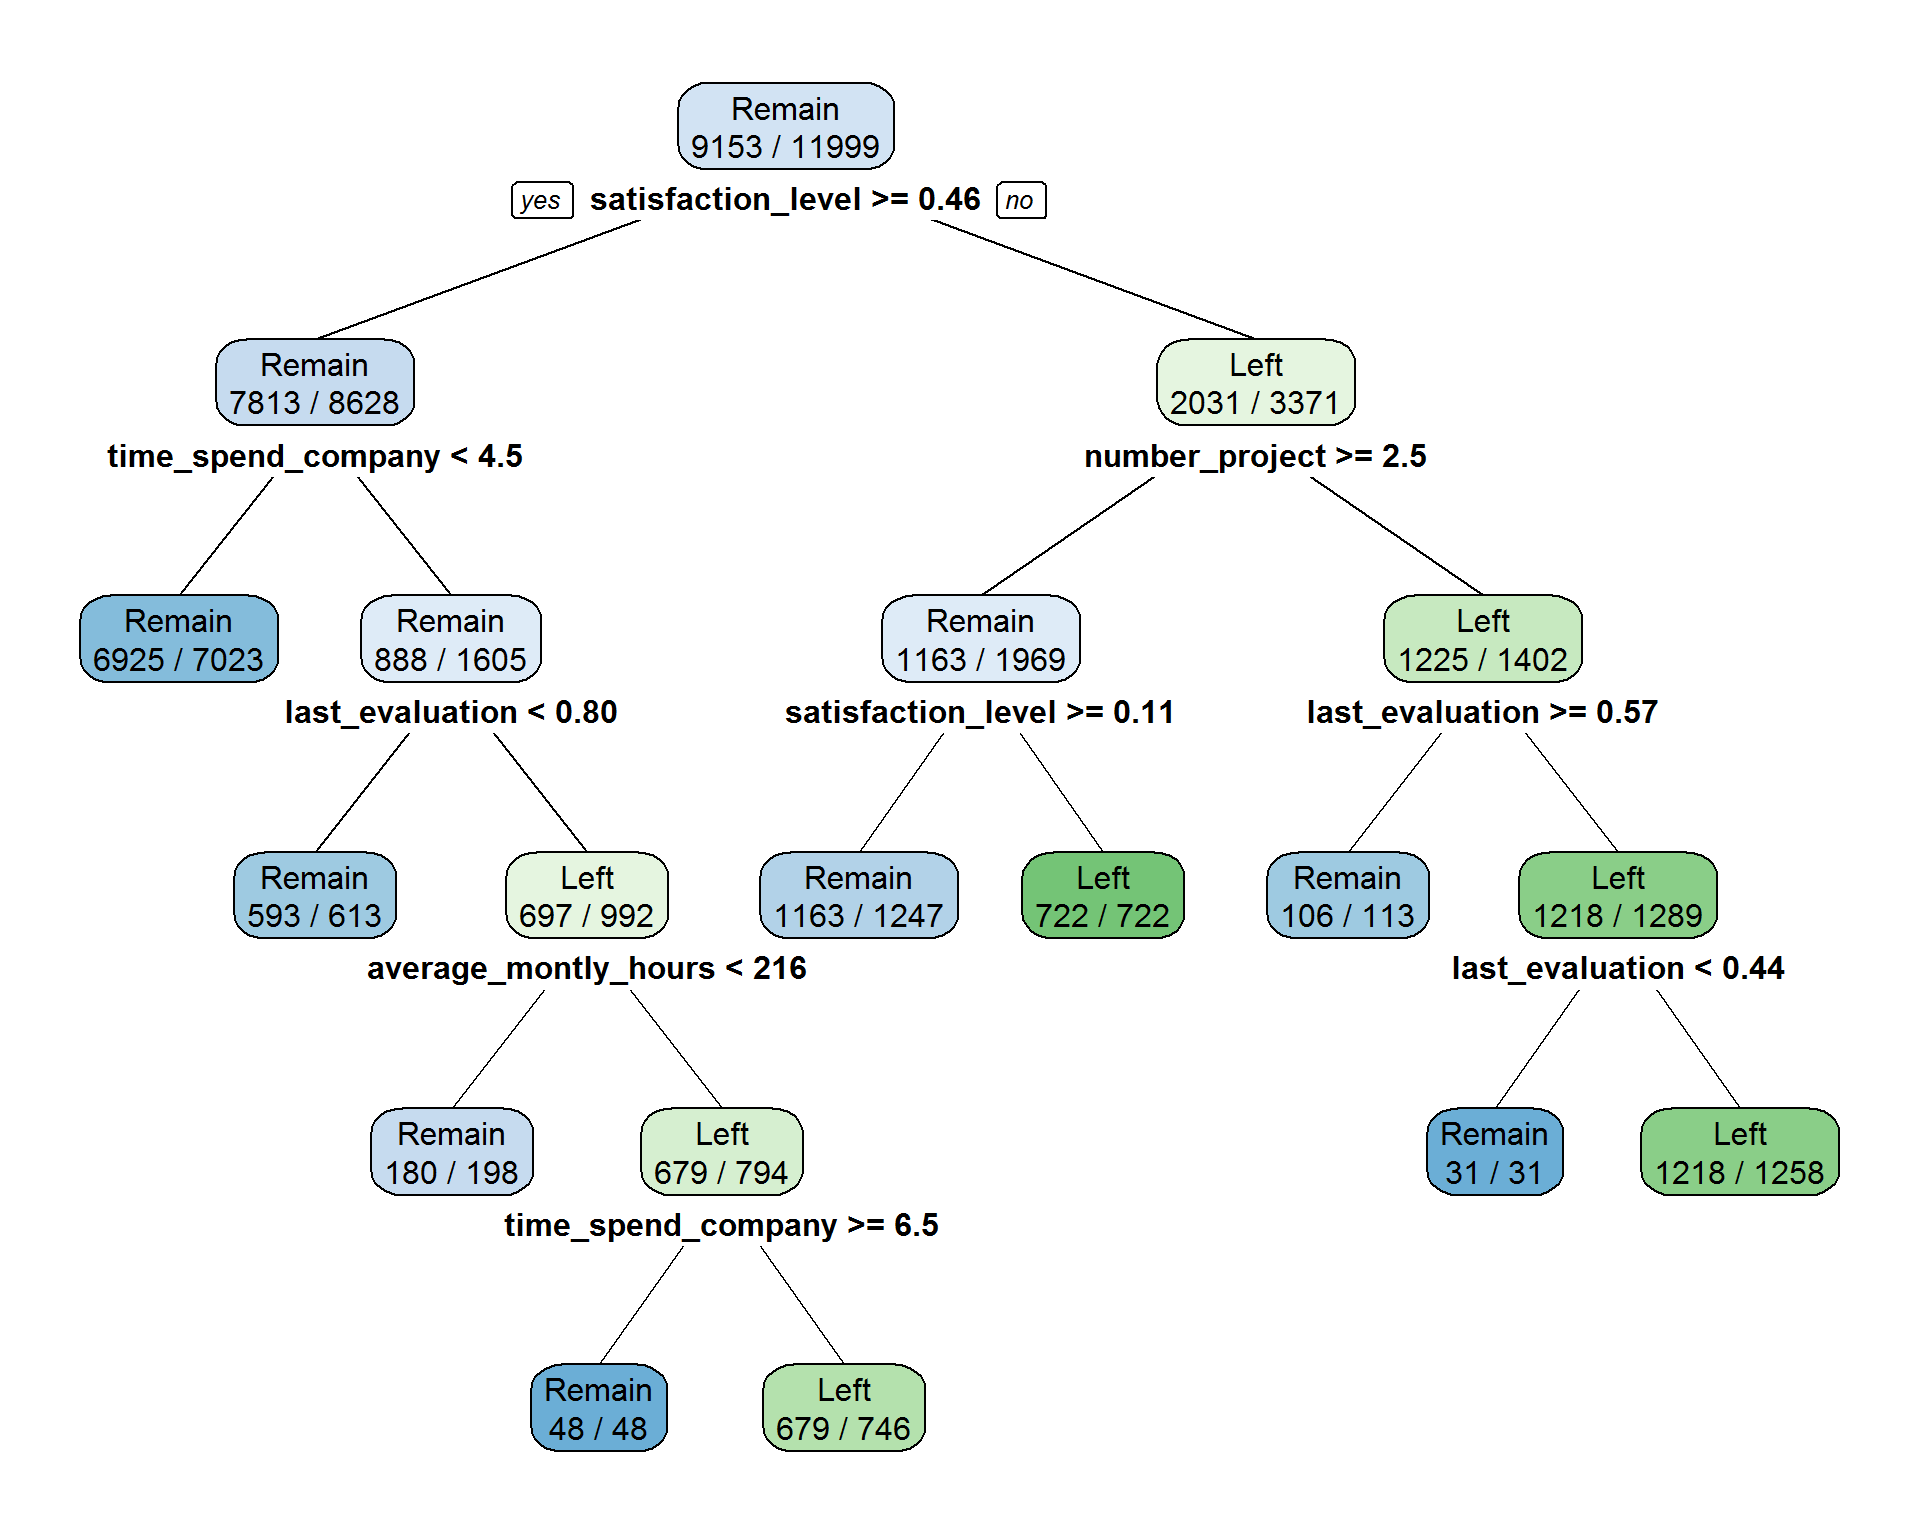 Remain
9153 / 11999
yes satisfaction_level >= 0.46 no
Remain
7813 / 8628
Left
2031 / 3371
time_spend_company < 4.5
number_project >= 2.5
Remain
6925 / 7023
Remain
888 / 1605
Remain
1163 / 1969
Left
1225 / 1402
last_evaluation < 0.80
satisfaction_level >= 0.11
last_evaluation >= 0.57
Remain
593 / 613
Left
697 / 992
Remain
1163 / 1247
Left
722 / 722
Remain
106 / 113
Left
1218 / 1289
average_montly_hours < 216
last_evaluation < 0.44
Remain
180 / 198
Left
679 / 794
Remain
31 / 31
Left
1218 / 1258
time_spend_company >= 6.5
Remain
48 / 48
Left
679 / 746